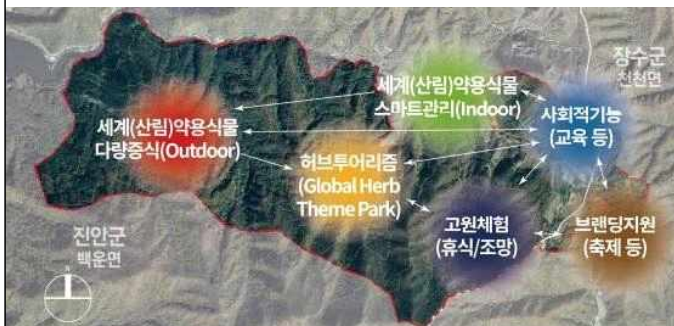 장수군
천천면
세계(산림)약용식물
스마트관리(Indoor)
사회적기능
(교육 등)
세계(산림)약용식물
다량증식(Outdoor)
허브투어리즘
(Global Herb
Theme Park)
고원체험
(휴식/조망)
브랜딩지원
(축제 등)
진안군
백운면